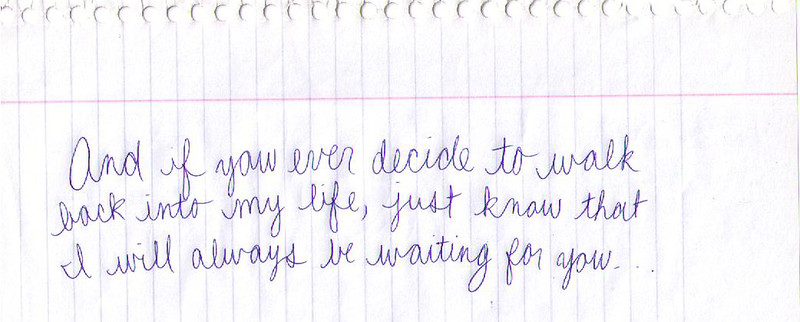 And if you ever decide to walk
back into my life, just know that
I will always be waiting for you....